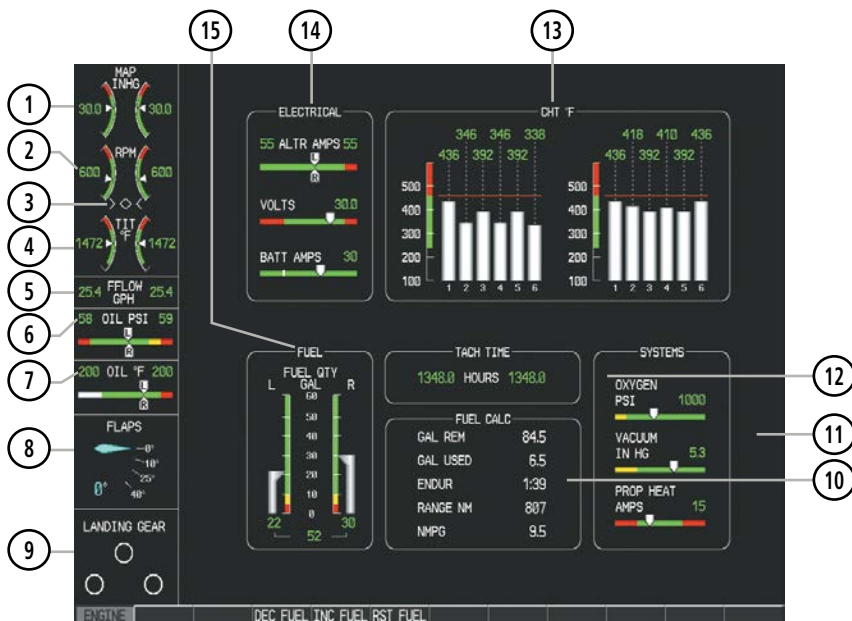 15
14
13
1
2
3
4
5
6
7
8
9
12
11
10
MAP
INHG
30.0 30.0
RPM
600 600
TIT
°F
1472 1472
25.4 FFLOW 25.4
GPH
58 OIL PSI 59
L
R
200 OIL °F 200
L
R
FLAPS
0°
10°
25°
40°
0°
LANDING GEAR
ELECTRICAL
55 ALTR AMPS 55
L
R
VOLTS 30.0
BATT AMPS 30
CHT °F
346 346 338
436 392 392
500
400
300
200
100
1 2 3 4 5 6
418 410 436
436 392 392
500
400
300
200
100
1 2 3 4 5 6
FUEL
FUEL QTY
L GAL R
60
50
40
30
20
10
0
22 30
52
TACH TIME
1348.0 HOURS 1348.0
FUEL CALC
GAL REM 84.5
GAL USED 6.5
ENDUR 1:39
RANGE NM 807
NMPG 9.5
SYSTEMS
OXYGEN
PSI 1000
VACUUM
IN HG 5.3
PROP HEAT
AMPS 15
ENGINE DEC FUEL INC FUEL RST FUEL